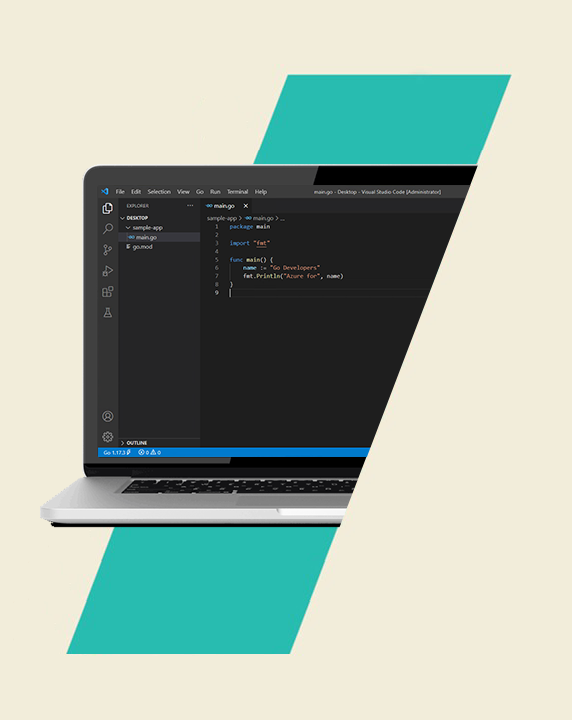 File Edit Selection View Go Run Terminal Help
main.go - Desktop - Visual Studio Code [Administrator]
EXPLORER
DESKTOP
sample-app
main.go
go.mod
OUTLINE
main.go
sample-app > main.go > ...
1 package main
2
3 import "fmt"
4
5 func main() {
6 name := "Go Developers"
7 fmt.Println("Azure for", name)
8 }
9
Go 1.17.3 0 0